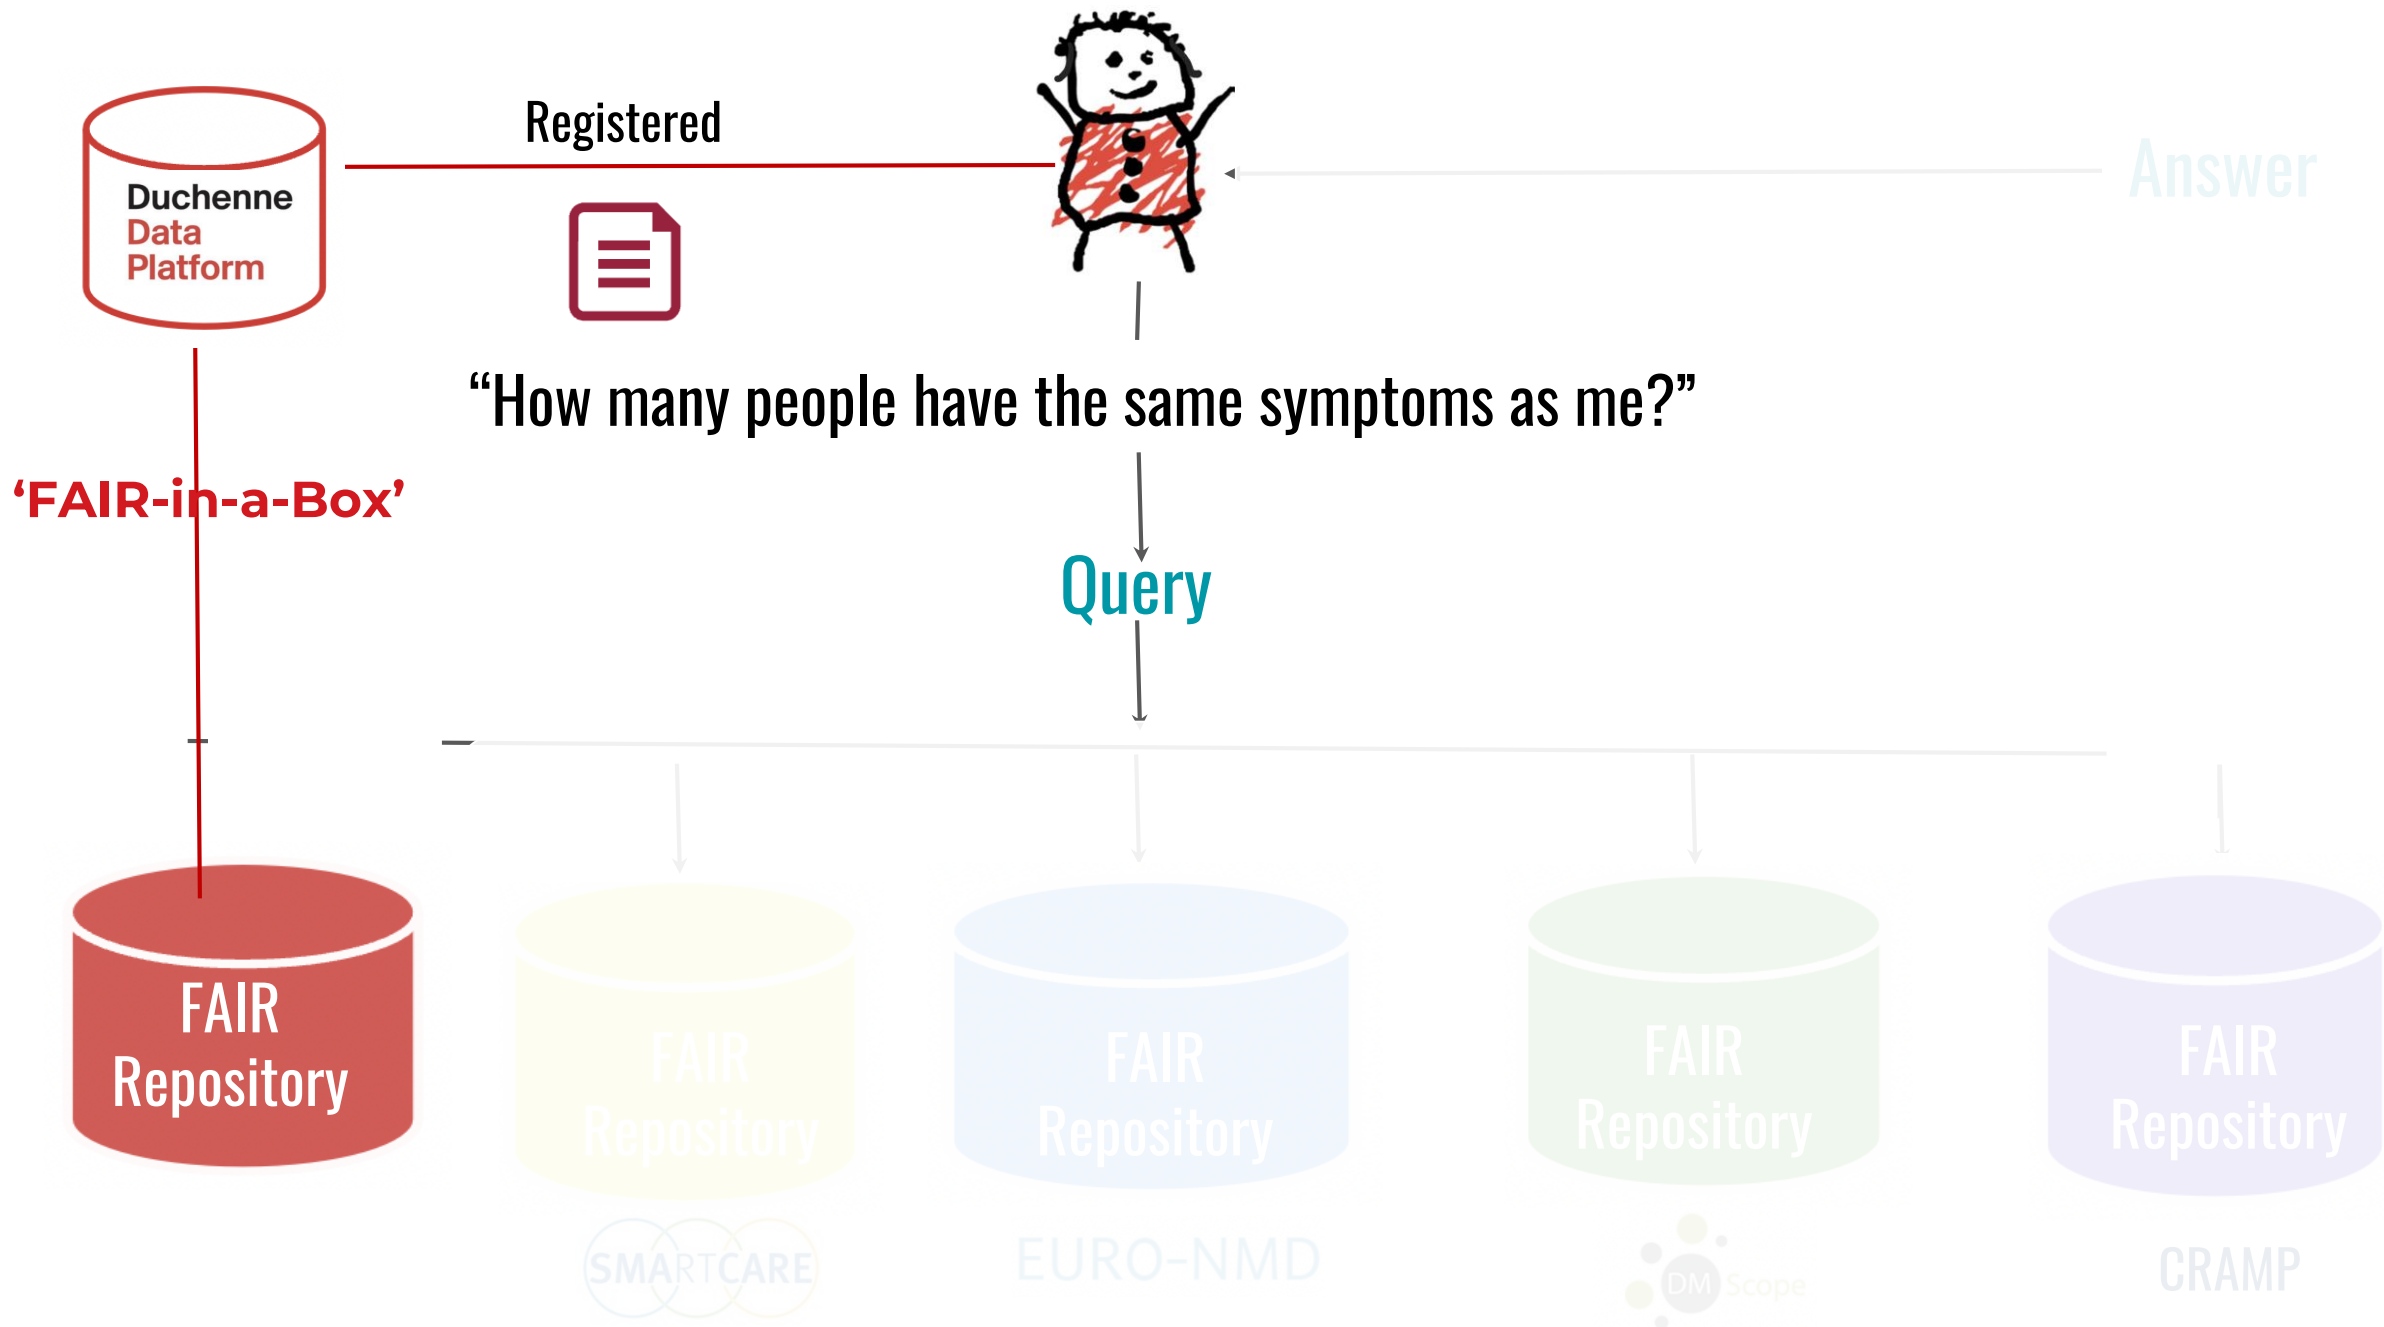 Registered
Answer
Duchenne
Data
Platform
“How many people have the same symptoms as me?”
‘FAIR-in-a-Box’
Query
FAIR
Repository
FAIR
Repository
FAIR
Repository
FAIR
Repository
FAIR
Repository
SMARTCARE
EURO-NMD
DM Scope
CRAMP